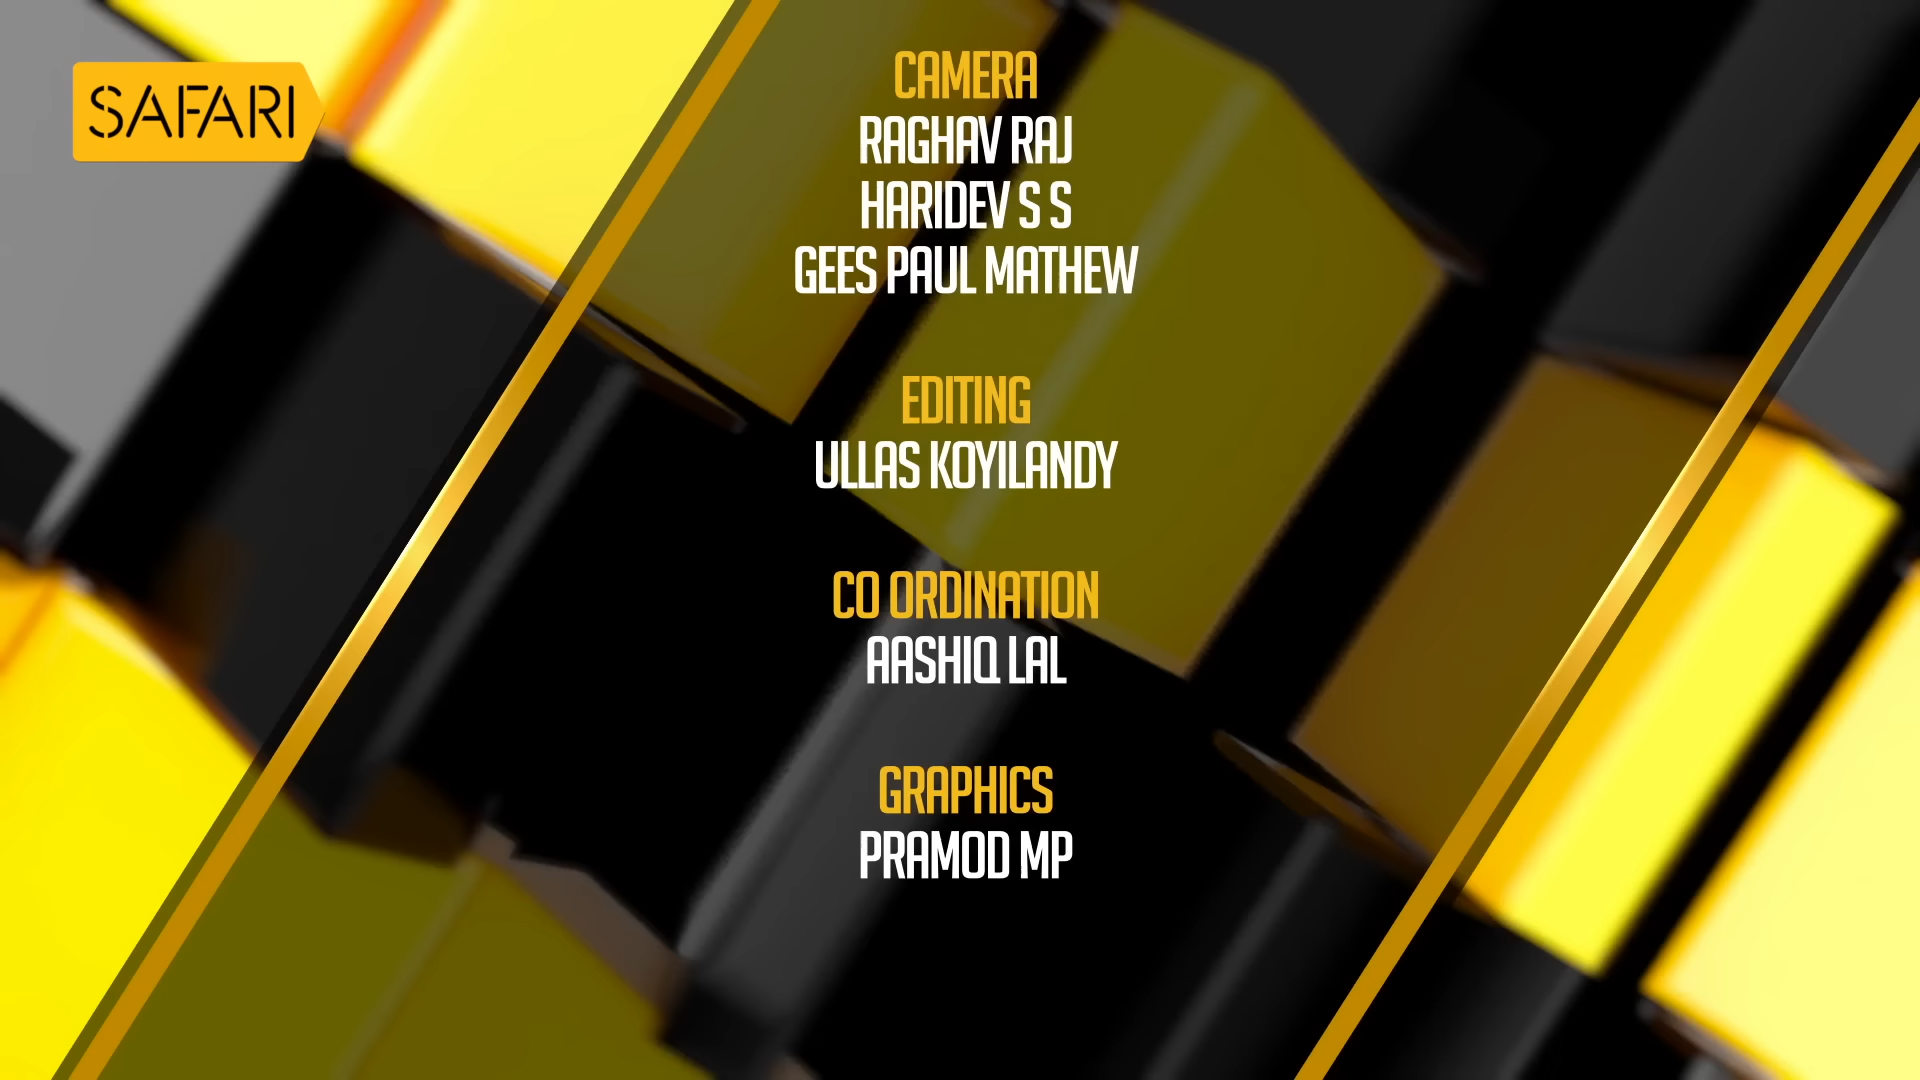 SAFARI
CAMERA
RAGHAV RAJ
HARIDEV S S
GEES PAUL MATHEW
EDITING
ULLAS KOYILANDY
CO ORDINATION
AASHIQ LAL
GRAPHICS
PRAMOD MP